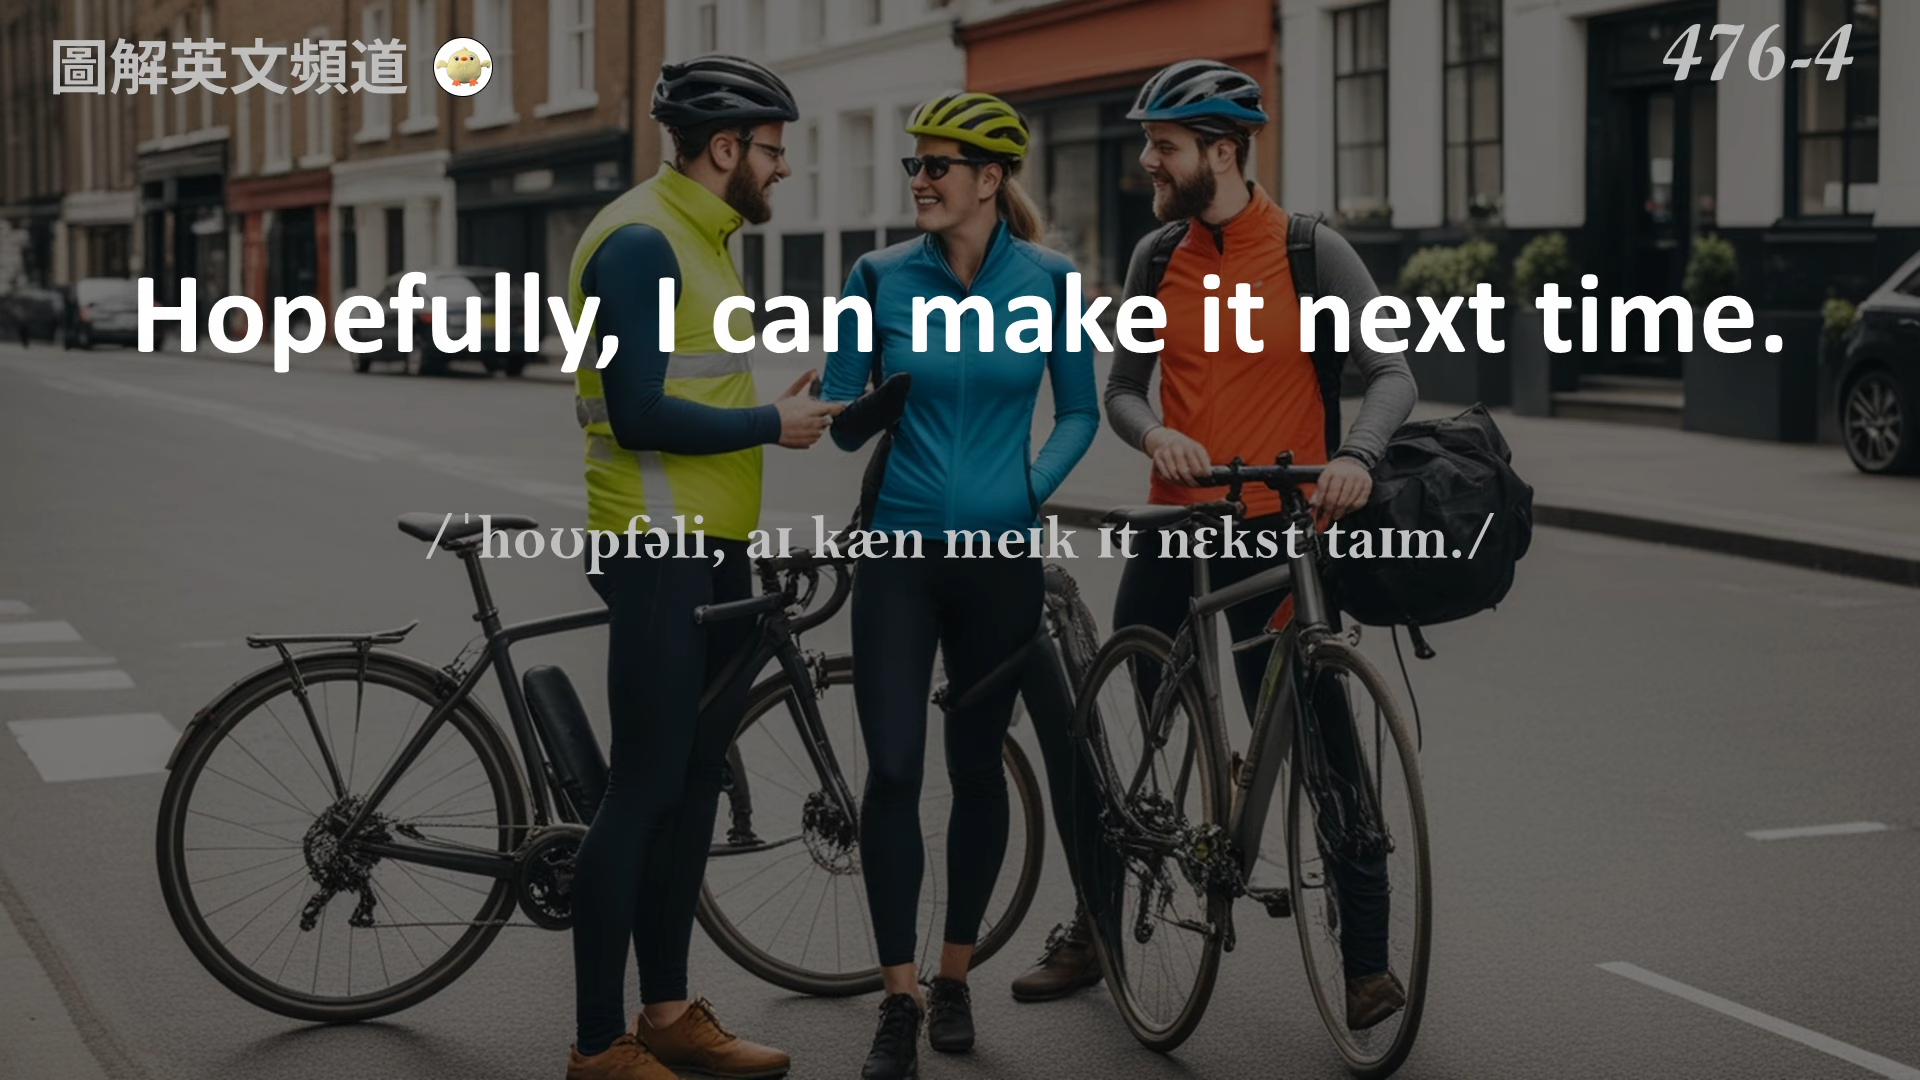 圖解英文頻道
476-4
Hopefully, I can make it next time.
/ˈhoʊpfəli, aɪ kæn meɪk ɪt nɛkst taɪm./